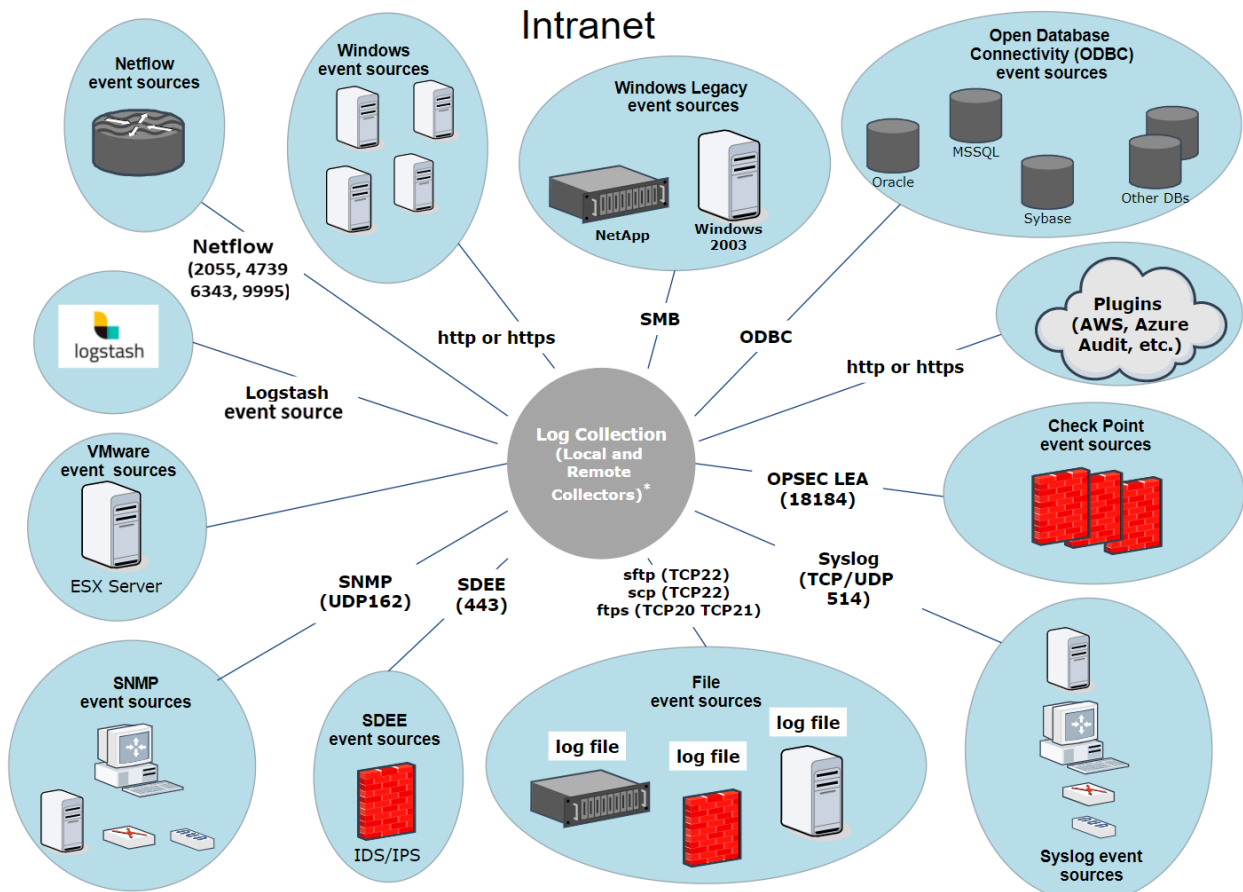 Intranet
Netflow
event sources
Windows
event sources
Windows Legacy
event sources
NetApp
Windows
2003
Open Database
Connectivity (ODBC)
event sources
Oracle
MSSQL
Sybase
Other DBs
Netflow
(2055, 4739
6343, 9995)
http or https
SMB
ODBC
http or https
Plugins
(AWS, Azure
Audit, etc.)
logstash
Logstash
event source
Log Collection
(Local and
Remote
Collectors)*
VMware
event sources
ESX Server
OPSEC LEA
(18184)
Check Point
event sources
SNMP
(UDP162)
SDEE
(443)
sftp (TCP22)
scp (TCP22)
ftps (TCP20 TCP21)
Syslog
(TCP/UDP
514)
SNMP
event sources
SDEE
event sources
IDS/IPS
File
event sources
log file
log file
log file
Syslog event
sources